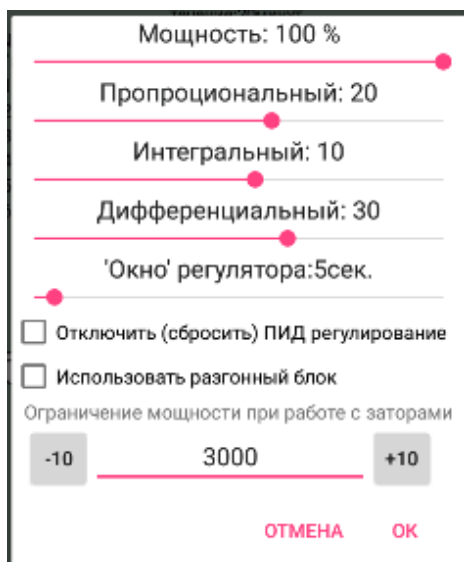 Мощность: 100 %
Пропроциональный: 20
Интегральный: 10
Дифференциальный: 30
'Окно' регулятора:5сек.
Отключить (сбросить) ПИД регулирование
Использовать разгонный блок
Ограничение мощности при работе с заторами
-10 3000 +10
ОТМЕНА ОК